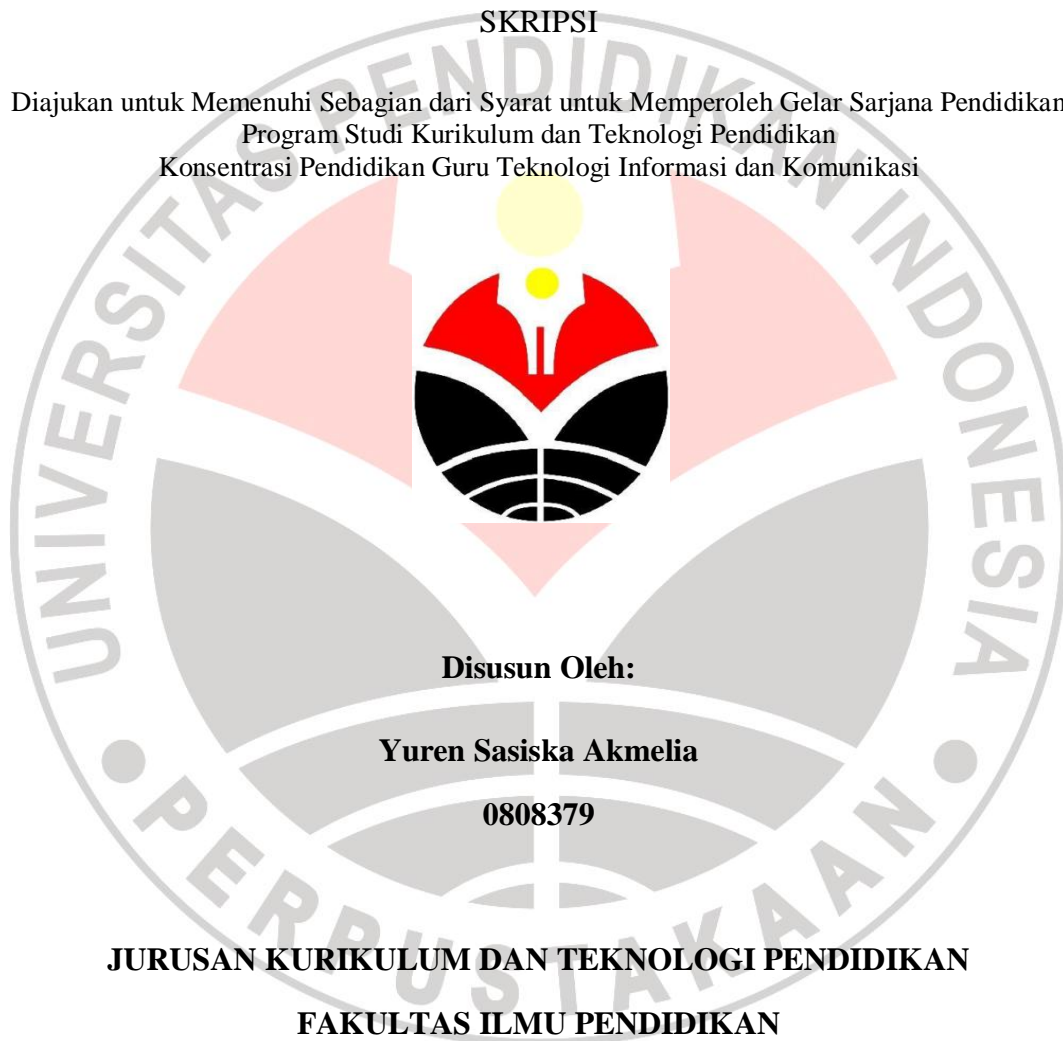 SKRIPSI
Diajukan untuk Memenuhi Sebagian dari Syarat untuk Memperoleh Gelar Sarjana Pendidikan
Program Studi Kurikulum dan Teknologi Pendidikan
Konsentrasi Pendidikan Guru Teknologi Informasi dan Komunikasi
UNIVERSITAS PENDIDIKAN INDONESIA
Disusun Oleh:
Yuren Sasiska Akmelia
0808379
PERPUSTAKAAN
JURUSAN KURIKULUM DAN TEKNOLOGI PENDIDIKAN
FAKULTAS ILMU PENDIDIKAN